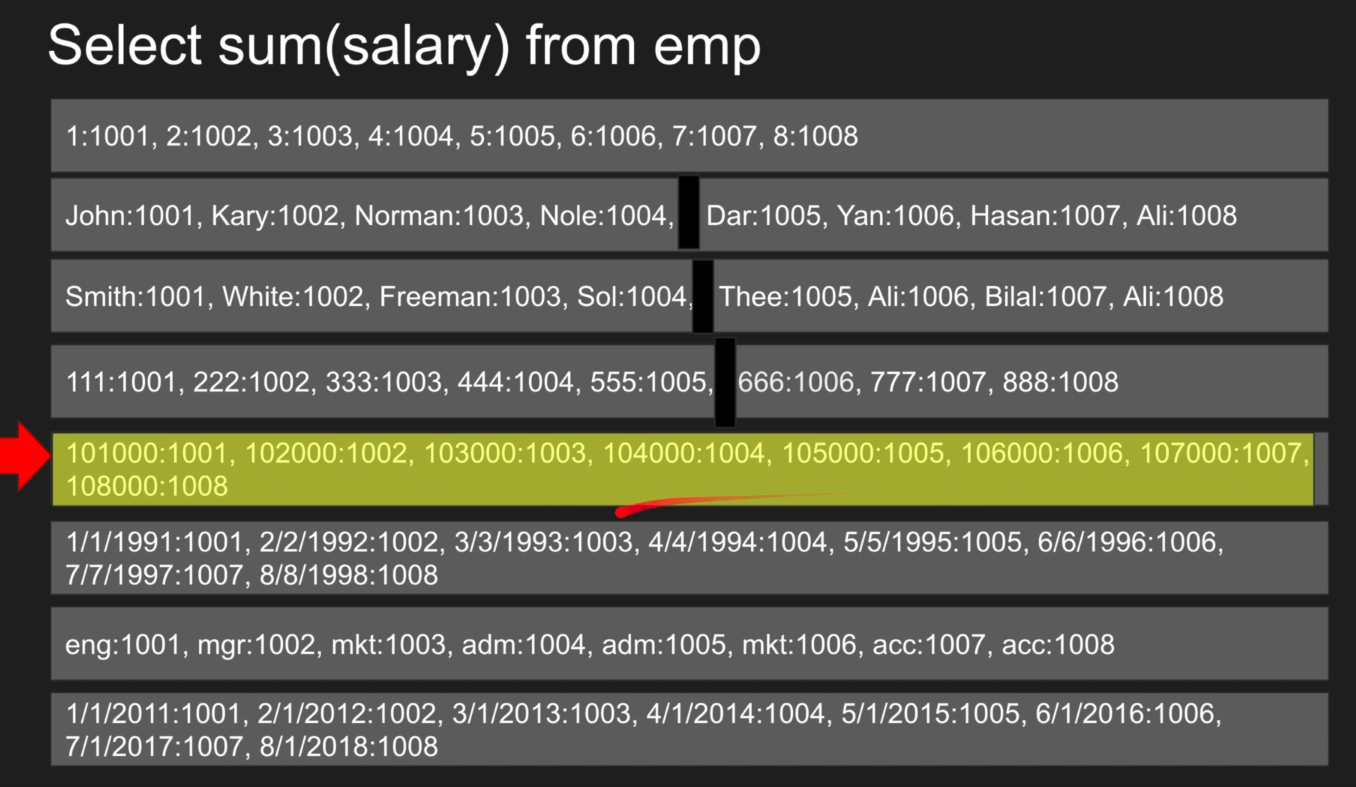 Select sum(salary) from emp
1:1001, 2:1002, 3:1003, 4:1004, 5:1005, 6:1006, 7:1007, 8:1008
John:1001, Kary:1002, Norman:1003, Nole:1004, Dar:1005, Yan:1006, Hasan:1007, Ali:1008
Smith:1001, White:1002, Freeman:1003, Sol:1004, Thee:1005, Ali:1006, Bilal:1007, Ali:1008
111:1001, 222:1002, 333:1003, 444:1004, 555:1005, 666:1006, 777:1007, 888:1008
101000:1001, 102000:1002, 103000:1003, 104000:1004, 105000:1005, 106000:1006, 107000:1007,
108000:1008
1/1/1991:1001, 2/2/1992:1002, 3/3/1993:1003, 4/4/1994:1004, 5/5/1995:1005, 6/6/1996:1006,
7/7/1997:1007, 8/8/1998:1008
eng:1001, mgr:1002, mkt:1003, adm:1004, adm:1005, mkt:1006, acc:1007, acc:1008
1/1/2011:1001, 2/1/2012:1002, 3/1/2013:1003, 4/1/2014:1004, 5/1/2015:1005, 6/1/2016:1006,
7/1/2017:1007, 8/1/2018:1008